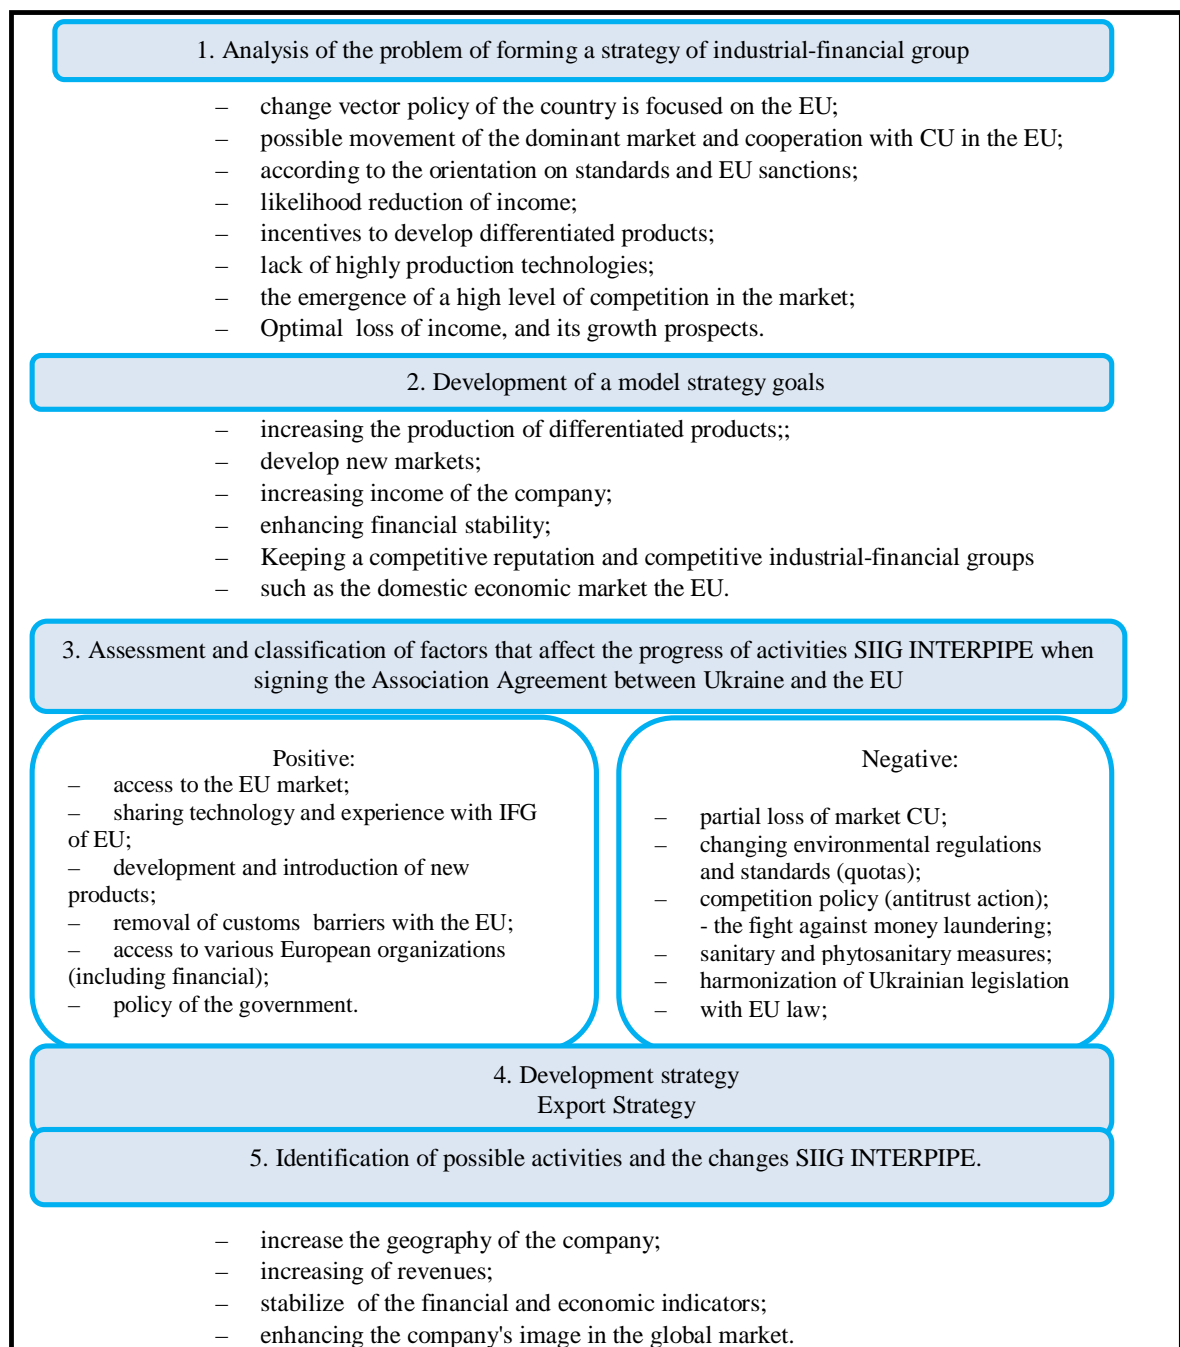 1. Analysis of the problem of forming a strategy of industrial-financial group
– change vector policy of the country is focused on the EU;
– possible movement of the dominant market and cooperation with CU in the EU;
– according to the orientation on standards and EU sanctions;
– likelihood reduction of income;
– incentives to develop differentiated products;
– lack of highly production technologies;
– the emergence of a high level of competition in the market;
– Optimal loss of income, and its growth prospects.
2. Development of a model strategy goals
– increasing the production of differentiated products;;
– develop new markets;
– increasing income of the company;
– enhancing financial stability;
– Keeping a competitive reputation and competitive industrial-financial groups
– such as the domestic economic market the EU.
3. Assessment and classification of factors that affect the progress of activities SIIG INTERPIPE when
signing the Association Agreement between Ukraine and the EU
Positive:
– access to the EU market;
– sharing technology and experience with IFG
of EU;
– development and introduction of new
products;
– removal of customs barriers with the EU;
– access to various European organizations
(including financial);
– policy of the government.
Negative:
– partial loss of market CU;
– changing environmental regulations
and standards (quotas);
– competition policy (antitrust action);
- the fight against money laundering;
– sanitary and phytosanitary measures;
– harmonization of Ukrainian legislation
– with EU law;
4. Development strategy
Export Strategy
5. Identification of possible activities and the changes SIIG INTERPIPE.
– increase the geography of the company;
– increasing of revenues;
– stabilize of the financial and economic indicators;
– enhancing the company's image in the global market.